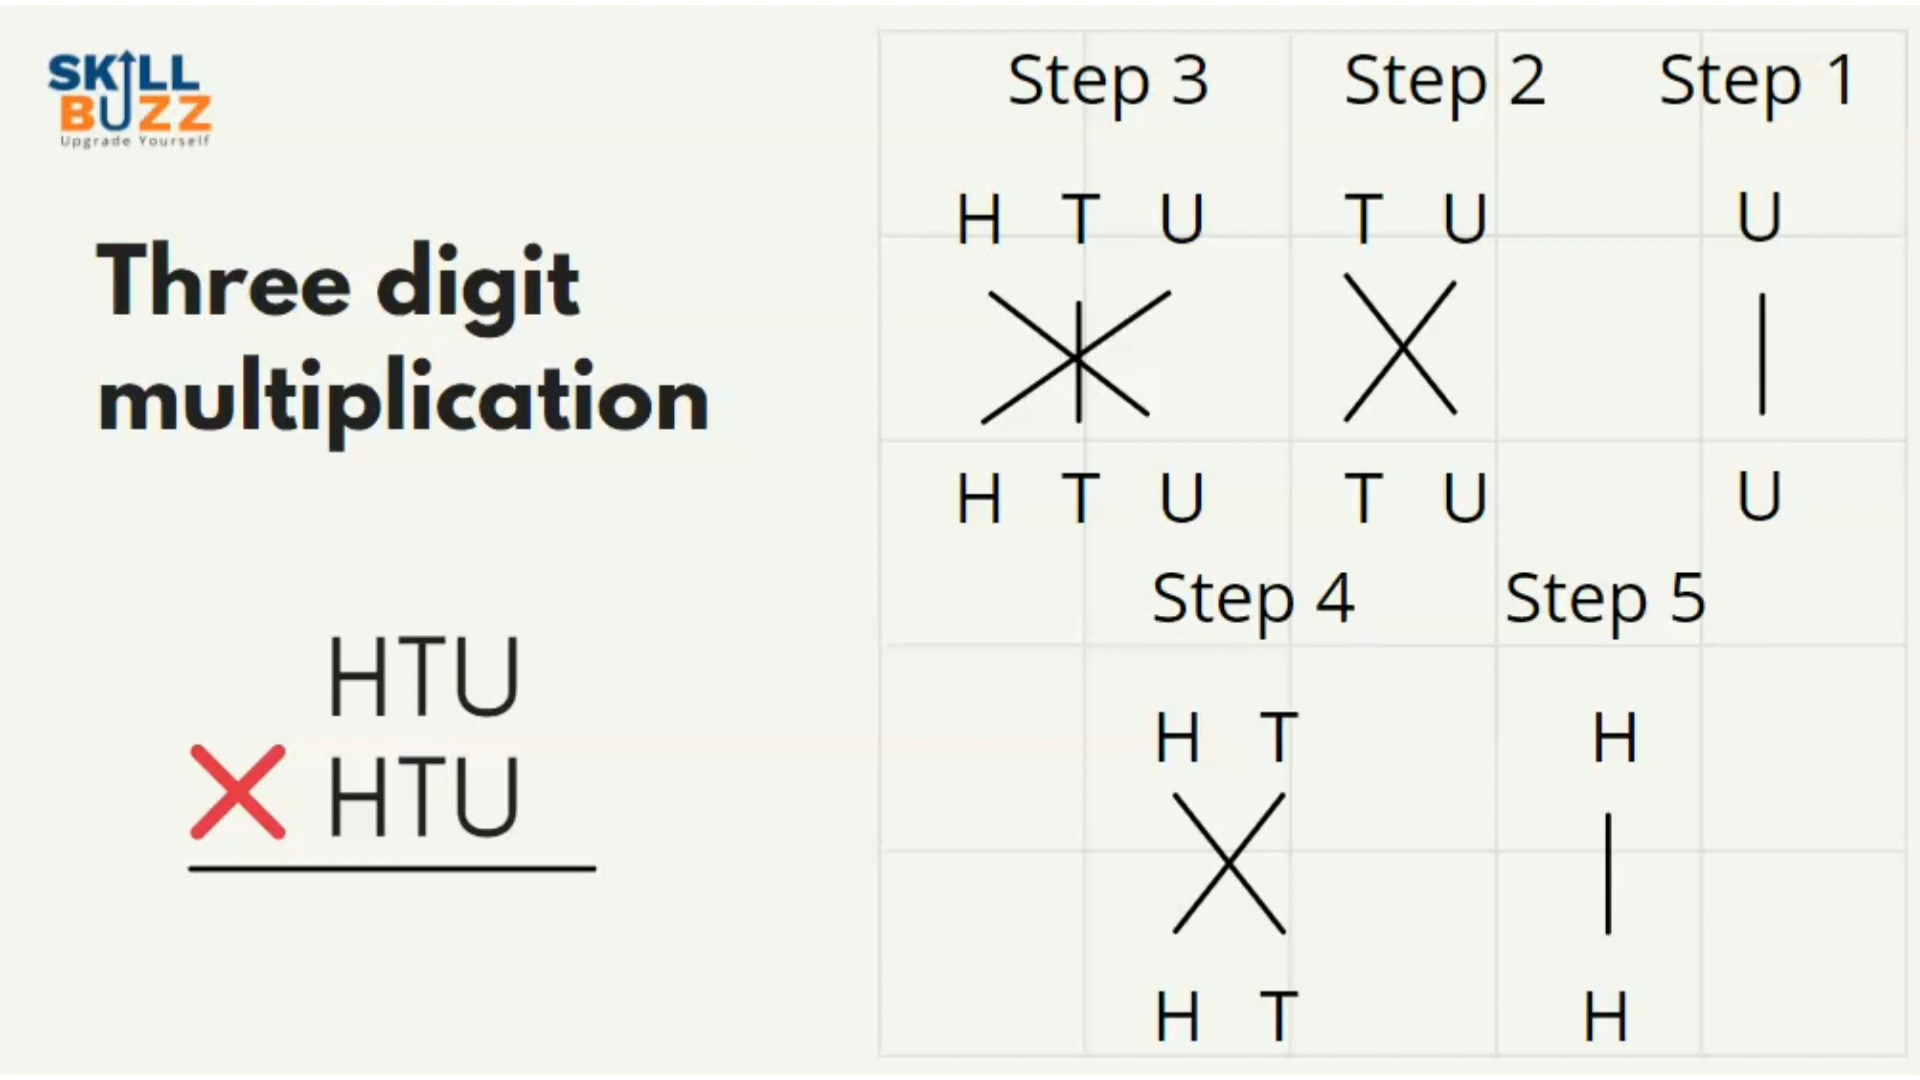 SKILL
BUZZ
Upgrade Yourself
Three digit
multiplication
HTU
HTU
Step 3 Step 2 Step 1
H T U T U U
H T U T U U
Step 4 Step 5
H T H
H T H